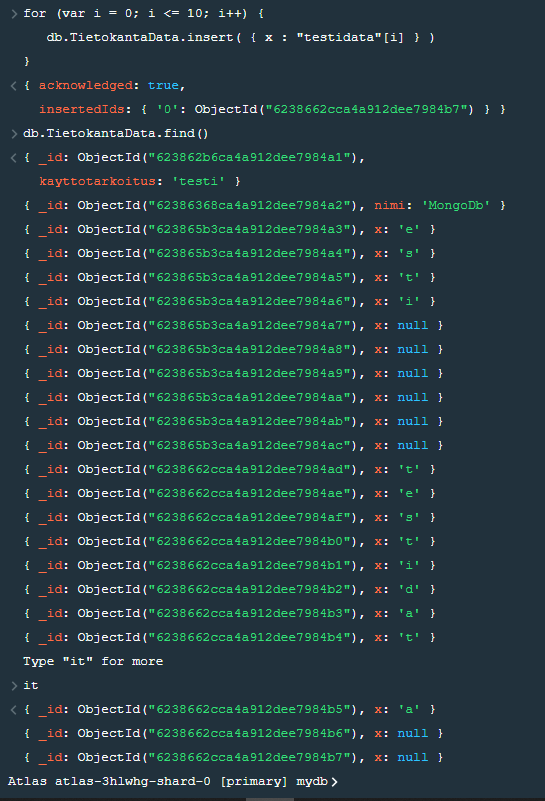 > for (var i = 0; i <= 10; i++) {
db.TietokantaData.insert( { x : "testidata"[i] } )
}
< { acknowledged: true,
insertedIds: { '0': ObjectId("6238662cca4a912dee7984b7") } }
> db.TietokantaData.find()
< { _id: ObjectId("623862b6ca4a912dee7984a1"),
kayttotarkoitus: 'testi' }
{ _id: ObjectId("62386368ca4a912dee7984a2"), nimi: 'MongoDb' }
{ _id: ObjectId("623865b3ca4a912dee7984a3"), x: 'e' }
{ _id: ObjectId("623865b3ca4a912dee7984a4"), x: 's' }
{ _id: ObjectId("623865b3ca4a912dee7984a5"), x: 't' }
{ _id: ObjectId("623865b3ca4a912dee7984a6"), x: 'i' }
{ _id: ObjectId("623865b3ca4a912dee7984a7"), x: null }
{ _id: ObjectId("623865b3ca4a912dee7984a8"), x: null }
{ _id: ObjectId("623865b3ca4a912dee7984a9"), x: null }
{ _id: ObjectId("623865b3ca4a912dee7984aa"), x: null }
{ _id: ObjectId("623865b3ca4a912dee7984ab"), x: null }
{ _id: ObjectId("623865b3ca4a912dee7984ac"), x: null }
{ _id: ObjectId("6238662cca4a912dee7984ad"), x: 't' }
{ _id: ObjectId("6238662cca4a912dee7984ae"), x: 'e' }
{ _id: ObjectId("6238662cca4a912dee7984af"), x: 's' }
{ _id: ObjectId("6238662cca4a912dee7984b0"), x: 't' }
{ _id: ObjectId("6238662cca4a912dee7984b1"), x: 'i' }
{ _id: ObjectId("6238662cca4a912dee7984b2"), x: 'd' }
{ _id: ObjectId("6238662cca4a912dee7984b3"), x: 'a' }
{ _id: ObjectId("6238662cca4a912dee7984b4"), x: 't' }
Type "it" for more
> it
< { _id: ObjectId("6238662cca4a912dee7984b5"), x: 'a' }
{ _id: ObjectId("6238662cca4a912dee7984b6"), x: null }
{ _id: ObjectId("6238662cca4a912dee7984b7"), x: null }
Atlas atlas-3hlwhg-shard-0 [primary] mydb>